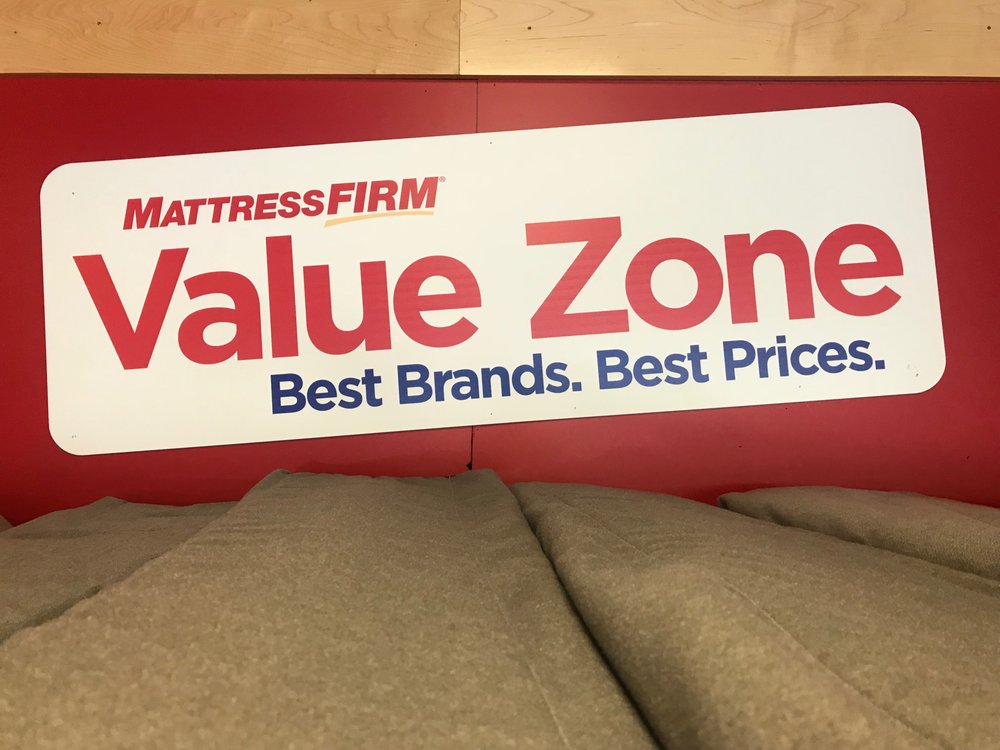 MATTRESSFIRM®
Value Zone
Best Brands. Best Prices.